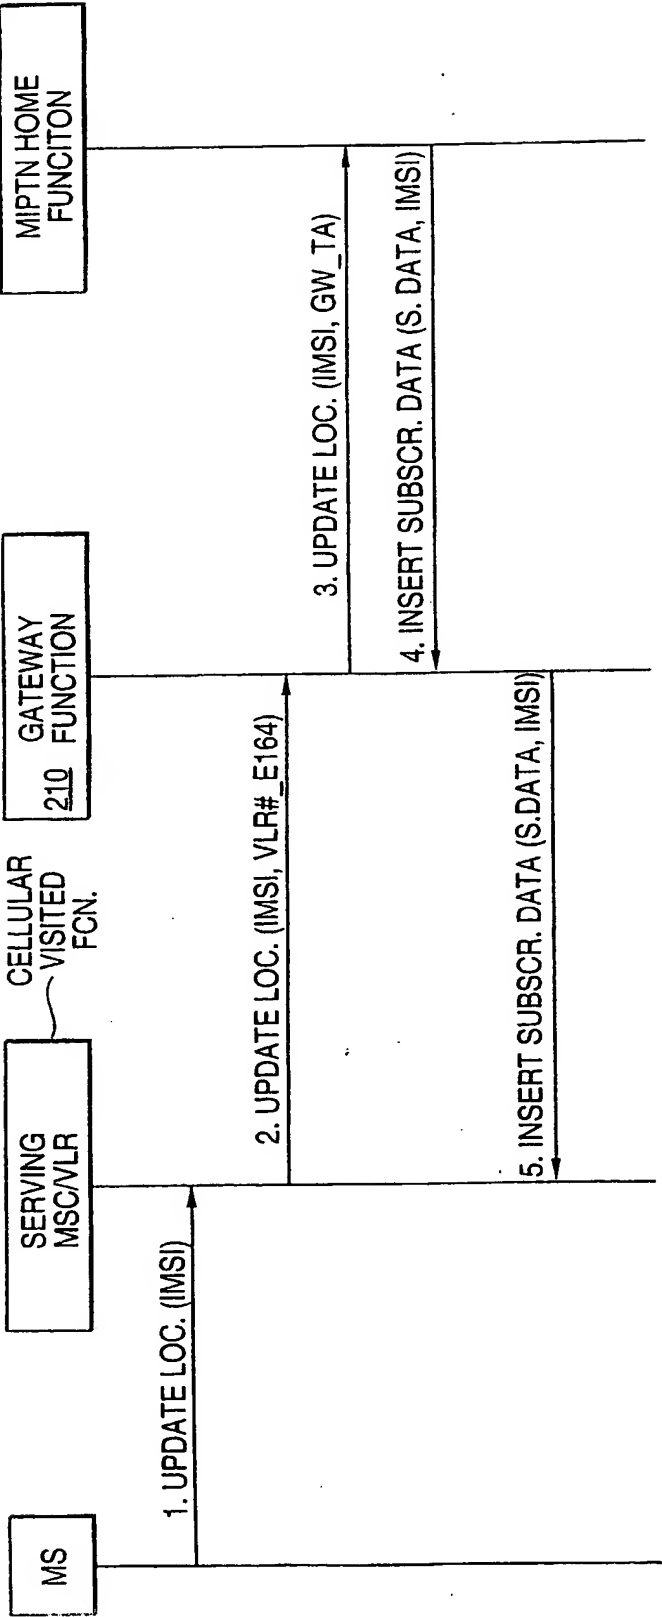 MS
SERVING
MSC/VLR
CELLULAR
VISITED
FCN.
210
GATEWAY
FUNCTION
MIPTN HOME
FUNCITON
1. UPDATE LOC. (IMSI)
2. UPDATE LOC. (IMSI, VLR#_E164)
3. UPDATE LOC. (IMSI, GW_TA)
4. INSERT SUBSCR. DATA (S. DATA, IMSI)
5. INSERT SUBSCR. DATA (S.DATA, IMSI)